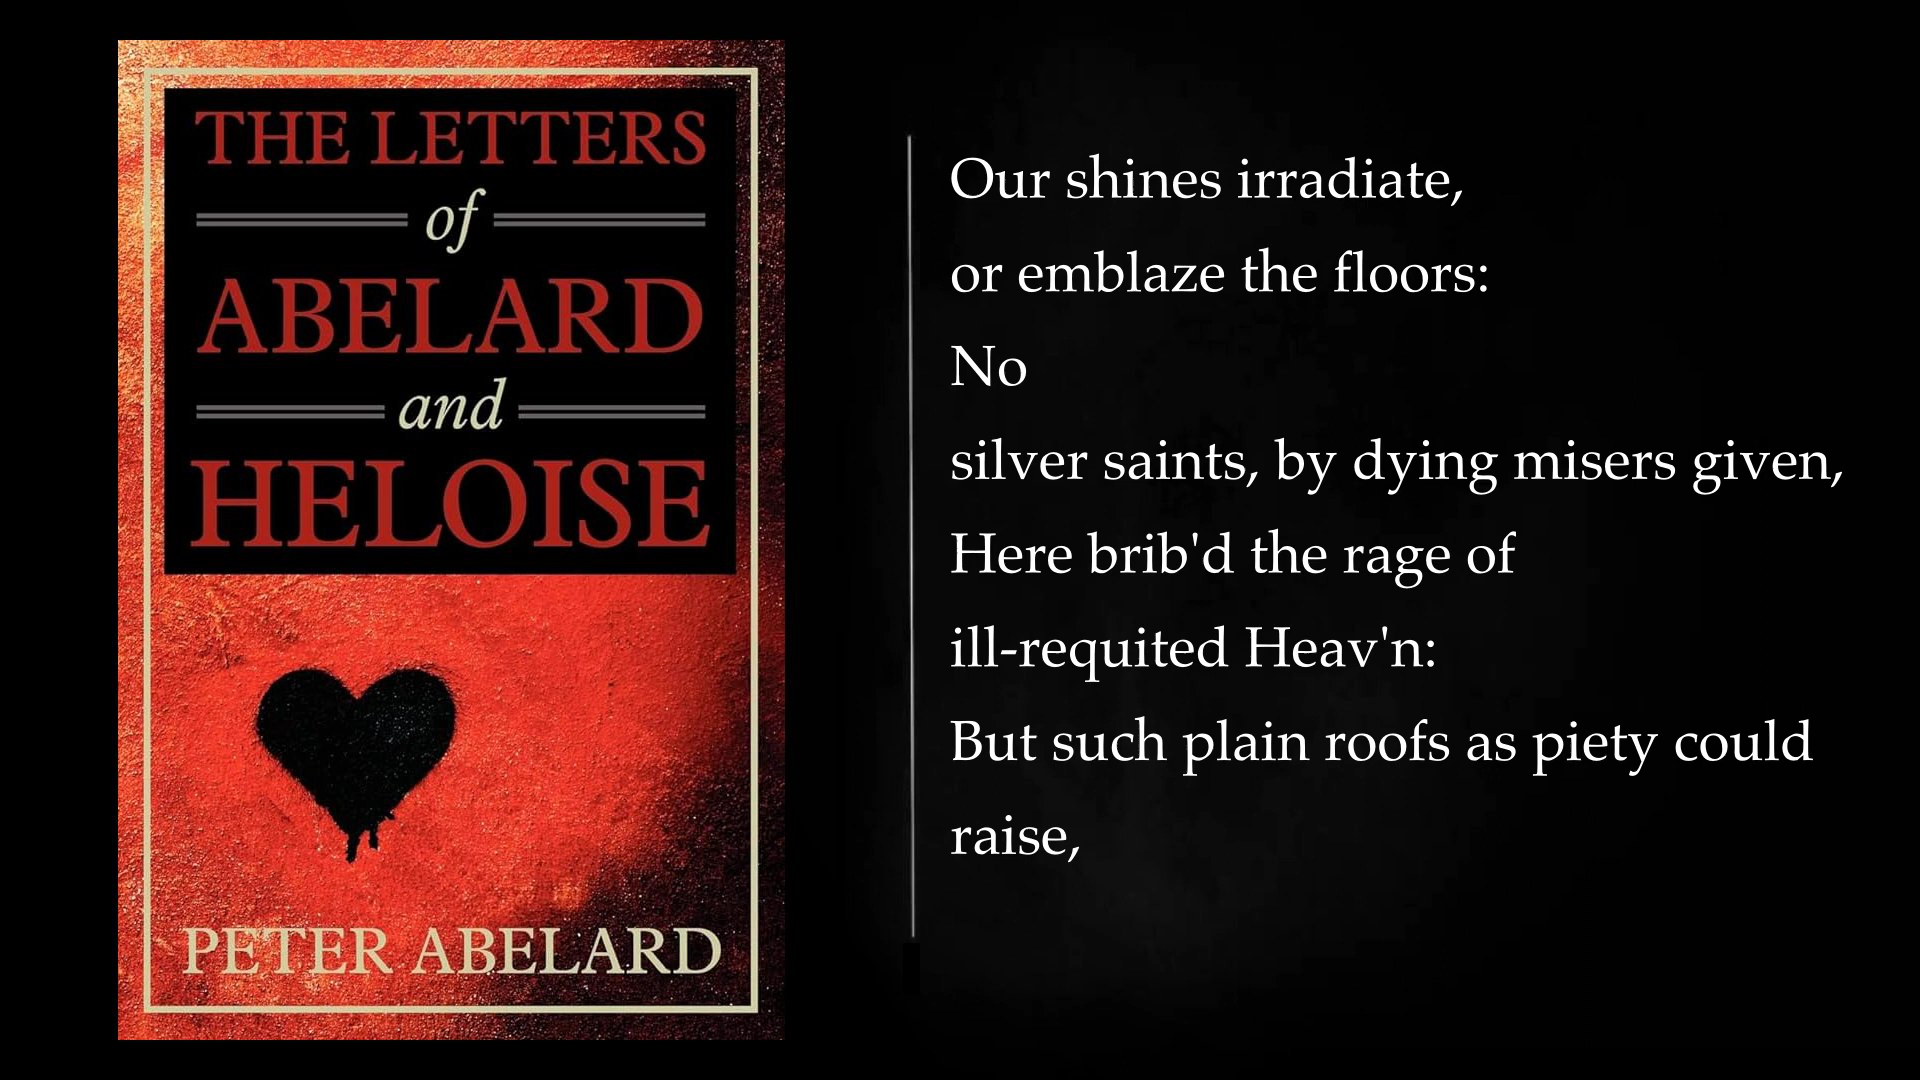 THE LETTERS
of
ABELARD
and
HELOISE
PETER ABELARD
Our shines irradiate,
or emblaze the floors:
No
silver saints, by dying misers given,
Here brib'd the rage of
ill-requited Heav'n:
But such plain roofs as piety could
raise,